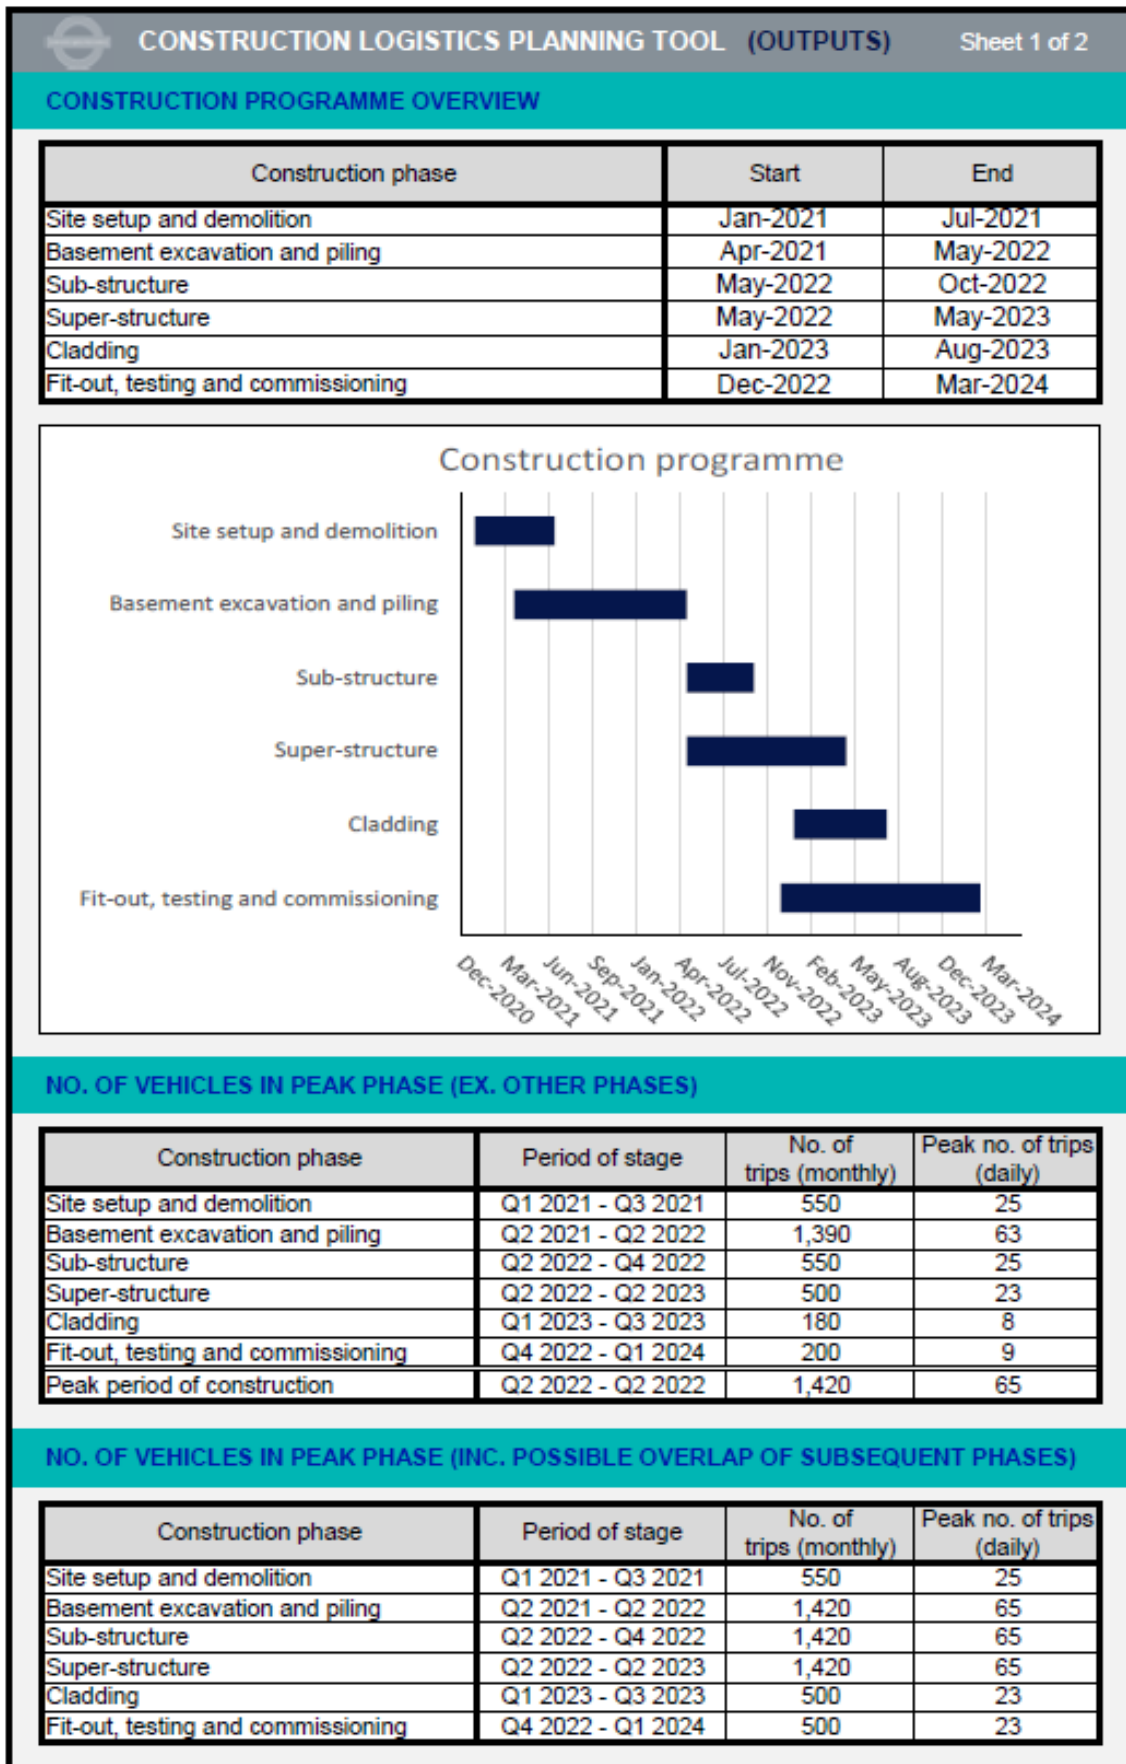 CONSTRUCTION LOGISTICS PLANNING TOOL (OUTPUTS) Sheet 1 of 2
CONSTRUCTION PROGRAMME OVERVIEW
Construction phase Start End
Site setup and demolition Jan-2021 Jul-2021
Basement excavation and piling Apr-2021 May-2022
Sub-structure May-2022 Oct-2022
Super-structure May-2022 May-2023
Cladding Jan-2023 Aug-2023
Fit-out, testing and commissioning Dec-2022 Mar-2024
Construction programme
Site setup and demolition
Basement excavation and piling
Sub-structure
Super-structure
Cladding
Fit-out, testing and commissioning
Dec-2020 Mar-2021 Jun-2021 Sep-2021 Jan-2022 Apr-2022 Jul-2022 Nov-2022 Feb-2023 May-2023 Aug-2023 Dec-2023 Mar-2024
NO. OF VEHICLES IN PEAK PHASE (EX. OTHER PHASES)
Construction phase Period of stage No. of trips (monthly) Peak no. of trips (daily)
Site setup and demolition Q1 2021 - Q3 2021 550 25
Basement excavation and piling Q2 2021 - Q2 2022 1,390 63
Sub-structure Q2 2022 - Q4 2022 550 25
Super-structure Q2 2022 - Q2 2023 500 23
Cladding Q1 2023 - Q3 2023 180 8
Fit-out, testing and commissioning Q4 2022 - Q1 2024 200 9
Peak period of construction Q2 2022 - Q2 2022 1,420 65
NO. OF VEHICLES IN PEAK PHASE (INC. POSSIBLE OVERLAP OF SUBSEQUENT PHASES)
Construction phase Period of stage No. of trips (monthly) Peak no. of trips (daily)
Site setup and demolition Q1 2021 - Q3 2021 550 25
Basement excavation and piling Q2 2021 - Q2 2022 1,420 65
Sub-structure Q2 2022 - Q4 2022 1,420 65
Super-structure Q2 2022 - Q2 2023 1,420 65
Cladding Q1 2023 - Q3 2023 500 23
Fit-out, testing and commissioning Q4 2022 - Q1 2024 500 23